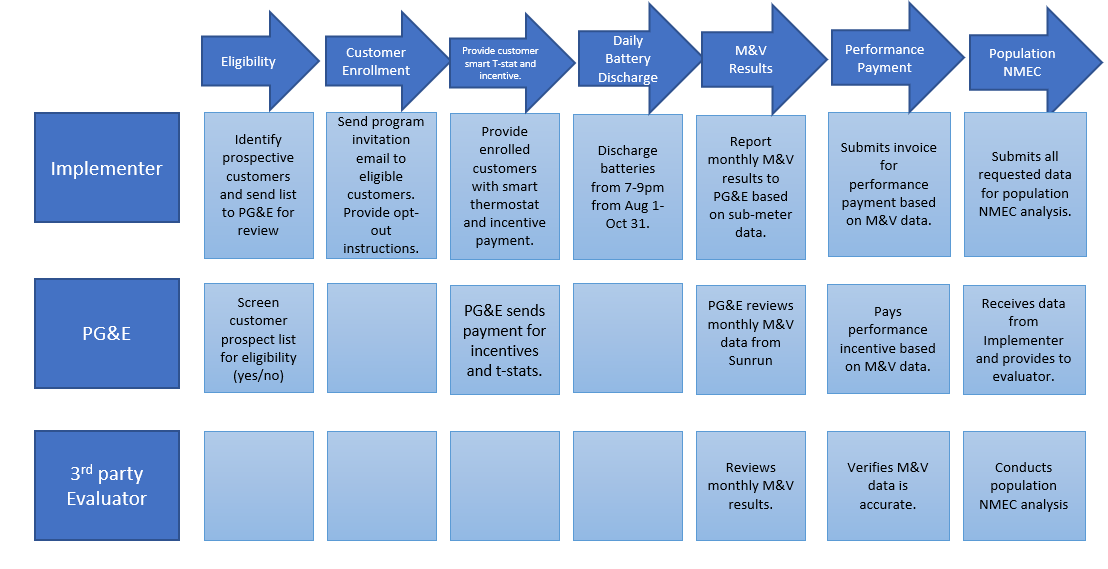 Eligibility
Customer
Enrollment
Provide customer
smart T-stat and
incentive.
Daily
Battery
Discharge
M&V
Results
Performance
Payment
Population
NMEC
Implementer
Identify
prospective
customers
and send list
to PG&E for
review
Send program
invitation
email to
eligible
customers.
Provide opt-
out
instructions.
Provide
enrolled
customers
with smart
thermostat
and incentive
payment.
Discharge
batteries
from 7-9pm
from Aug 1-
Oct 31.
Report
monthly M&V
results to
PG&E based
on sub-meter
data.
Submits invoice
for
performance
payment based
on M&V data.
Submits all
requested data
for population
NMEC analysis.
PG&E
Screen
customer
prospect list
for eligibility
(yes/no)
PG&E sends
payment for
incentives
and t-stats.
PG&E reviews
monthly M&V
data from
Sunrun
Pays
performance
incentive based
on M&V data.
Receives data
from
Implementer
and provides to
evaluator.
3rd party
Evaluator
Reviews
monthly M&V
results.
Verifies M&V
data is
accurate.
Conducts
population
NMEC analysis